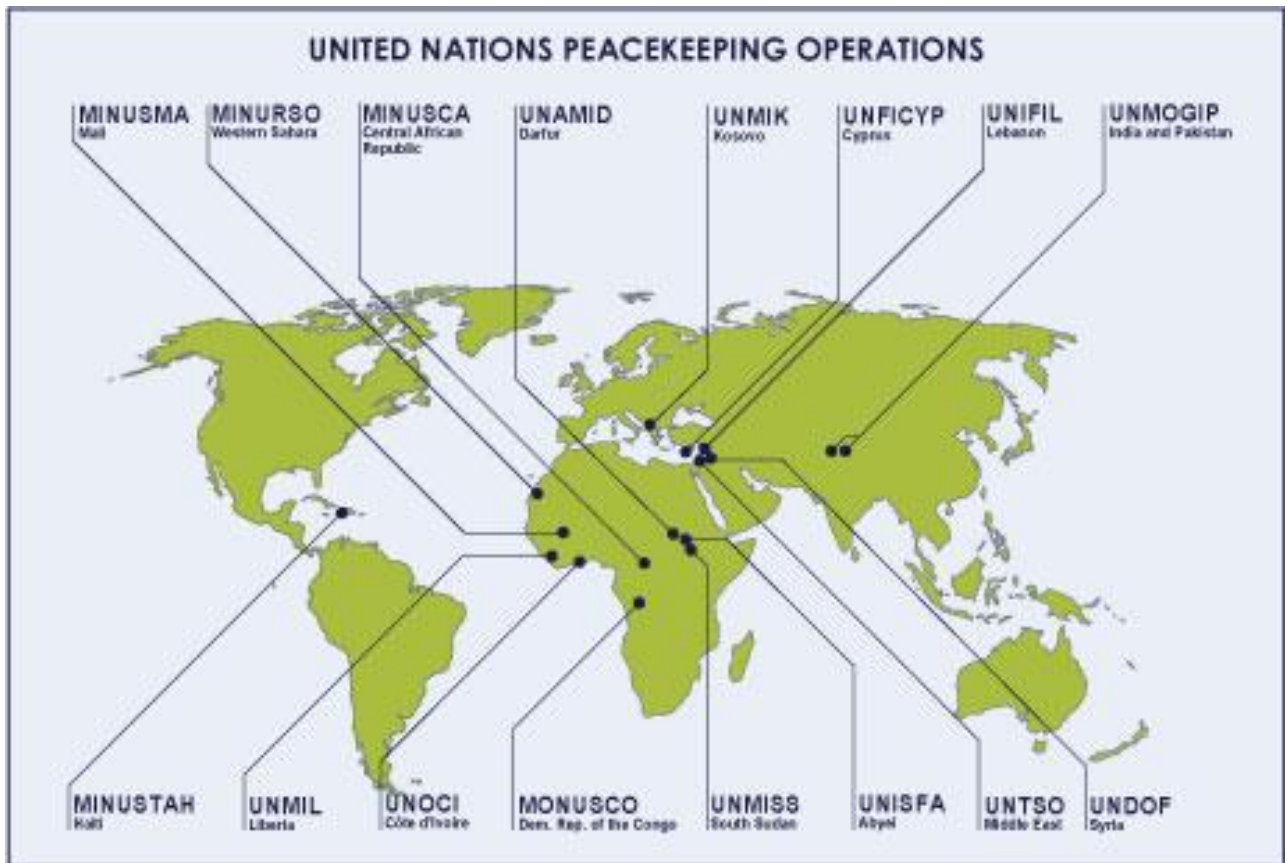 UNITED NATIONS PEACEKEEPING OPERATIONS
MINUSMA
Mali
MINURSO
Western Sahara
MINUSCA
Central African
Republic
UNAMID
Darfur
UNMIK
Kosovo
UNFICYP
Cyprus
UNIFIL
Lebanon
UNMOGIP
India and Pakistan
MINUSTAH
Haiti
UNMIL
Liberia
UNOCI
Côte d'Ivoire
MONUSCO
Dem. Rep. of the Congo
UNMISS
South Sudan
UNISFA
Abyei
UNTSO
Middle East
UNDOF
Syria